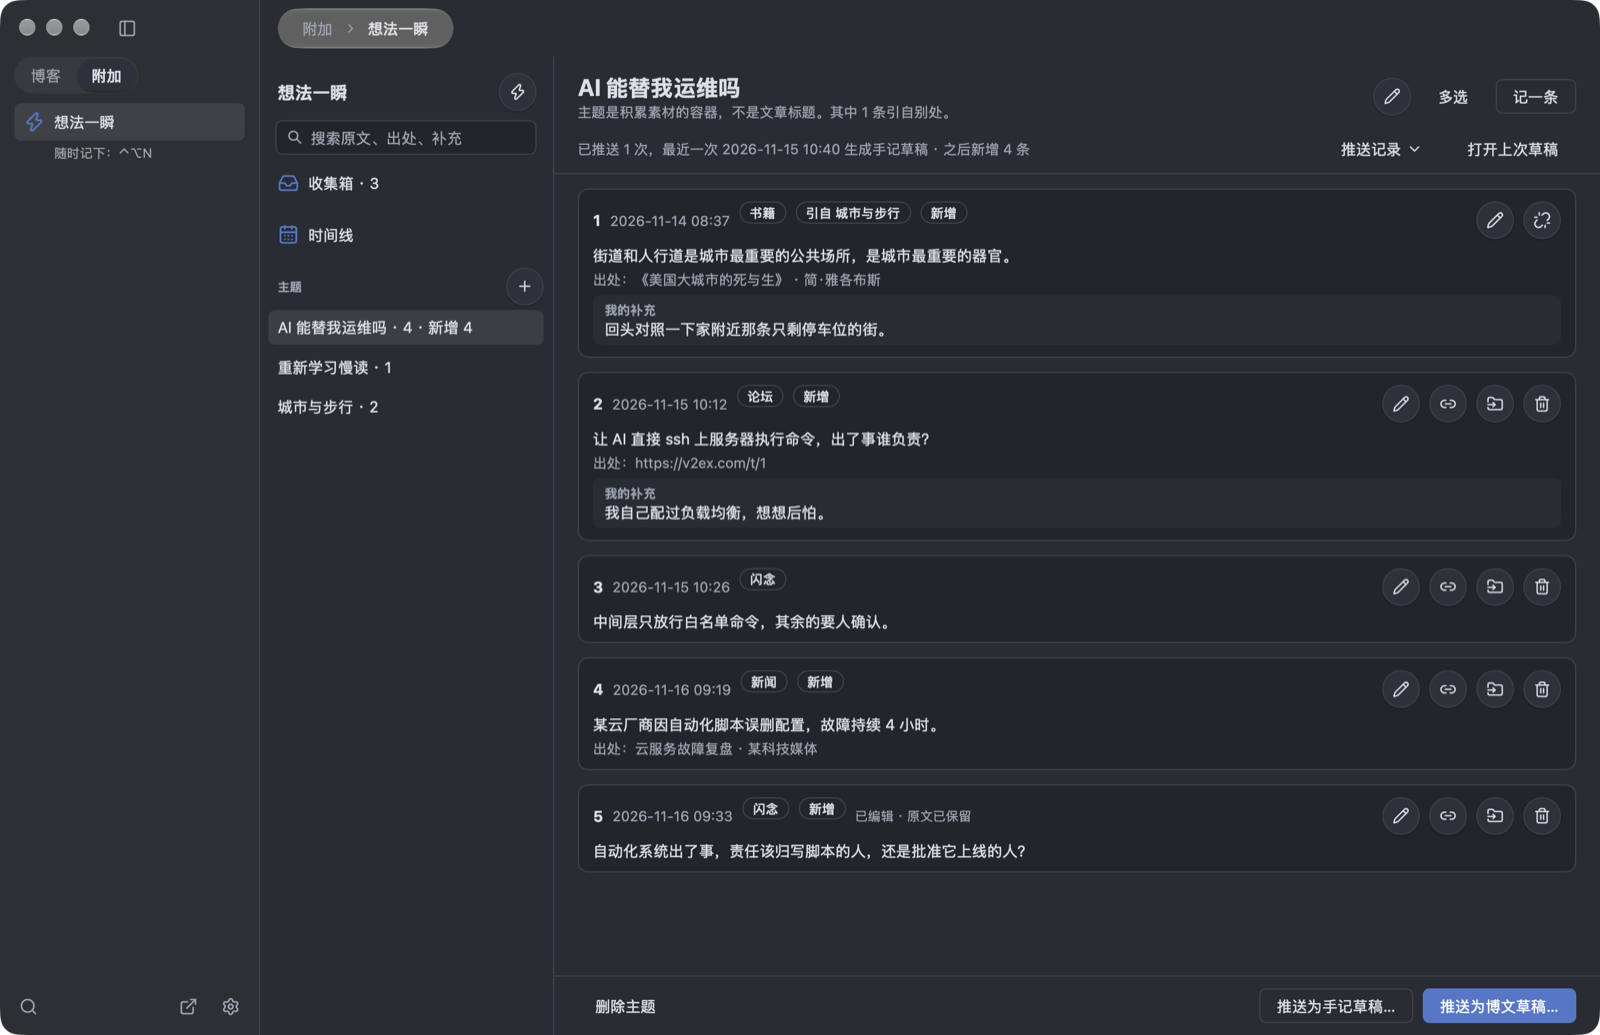 附加 > 想法一瞬
博客 附加
想法一瞬
随时记下：⌃⌥N
想法一瞬
搜索原文、出处、补充
收集箱 · 3
时间线
主题
AI 能替我运维吗 · 4 · 新增 4
重新学习慢读 · 1
城市与步行 · 2
AI 能替我运维吗
主题是积累素材的容器，不是文章标题。其中 1 条引自别处。
多选 记一条
已推送 1 次，最近一次 2026-11-15 10:40 生成手记草稿 · 之后新增 4 条
推送记录 打开上次草稿
1 2026-11-14 08:37 书籍 引自 城市与步行 新增
街道和人行道是城市最重要的公共场所，是城市最重要的器官。
出处：《美国大城市的死与生》 · 简·雅各布斯
我的补充
回头对照一下家附近那条只剩停车位的街。
2 2026-11-15 10:12 论坛 新增
让 AI 直接 ssh 上服务器执行命令，出了事谁负责？
出处：https://v2ex.com/t/1
我的补充
我自己配过负载均衡，想想后怕。
3 2026-11-15 10:26 闪念
中间层只放行白名单命令，其余的要人确认。
4 2026-11-16 09:19 新闻 新增
某云厂商因自动化脚本误删配置，故障持续 4 小时。
出处：云服务故障复盘 · 某科技媒体
5 2026-11-16 09:33 闪念 新增 已编辑 · 原文已保留
自动化系统出了事，责任该归写脚本的人，还是批准它上线的人？
删除主题 推送为手记草稿... 推送为博文草稿...